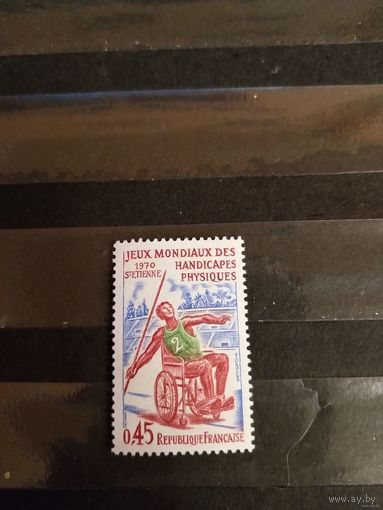 JEUX MONDIAUX DES
1970 HANDICAPES
ST ETIENNE PHYSIQUES
2
0,45 REPUBLIQUE FRANCAISE
www.ay.by